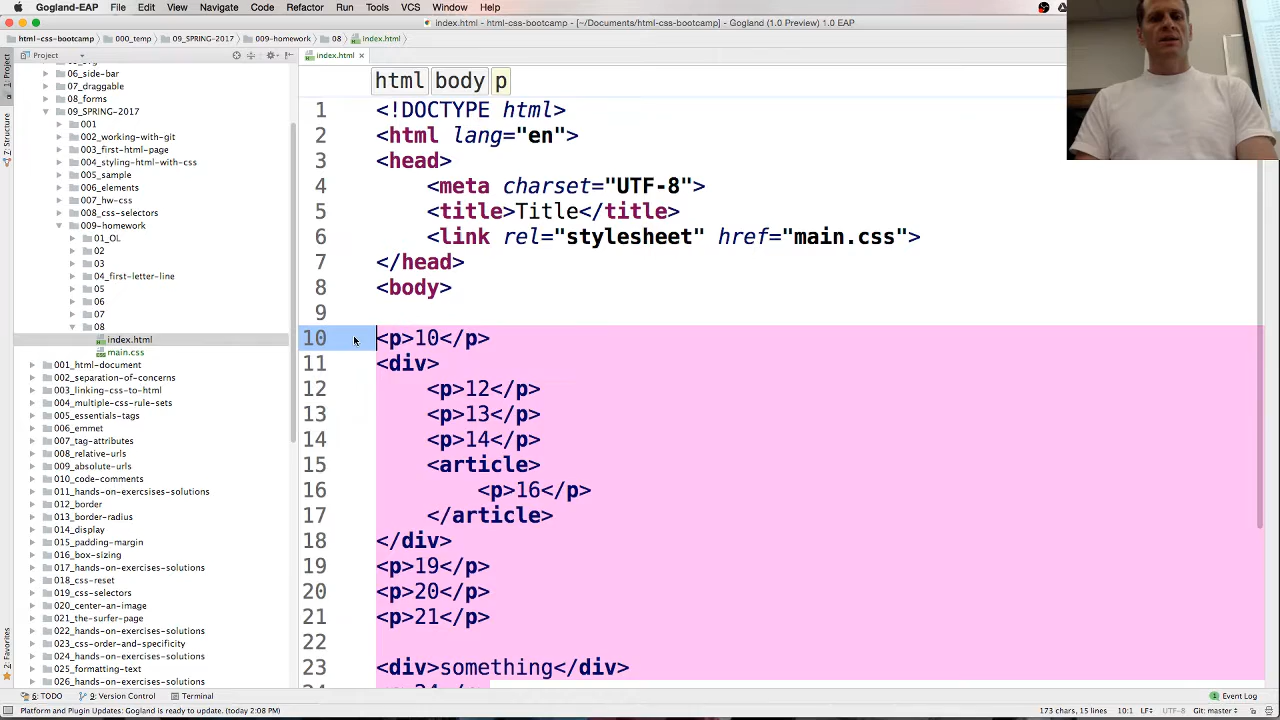 Gogland-EAP File Edit View Navigate Code Refactor Run Tools VCS Window Help
index.html - html-css-bootcamp - [~/Documents/html-css-bootcamp] - Gogland (1.0 Preview) 1.0 EAP
html-css-bootcamp 000_temp 09_SPRING-2017 009-homework 08 index.html
Project
index.html
1: Project
Z: Structure
2: Favorites
06_side-bar
07_draggable
08_forms
09_SPRING-2017
001
002_working-with-git
003_first-html-page
004_styling-html-with-css
005_sample
006_elements
007_hw-css
008_css-selectors
009-homework
01_OL
02
03
04_first-letter-line
05
06
07
08
index.html
main.css
001_html-document
002_separation-of-concerns
003_linking-css-to-html
004_multiple-css-rule-sets
005_essentials-tags
006_emmet
007_tag-attributes
008_relative-urls
009_absolute-urls
010_code-comments
011_hands-on-excercsises-solutions
012_border
013_border-radius
014_display
015_padding-margin
016_box-sizing
017_hands-on-exercises-solutions
018_css-reset
019_css-selectors
020_center-an-image
021_the-surfer-page
022_hands-on-exercises-solutions
023_css-order-and-specificity
024_hands-on-exercises-solutions
025_formatting-text
026_hands-on-exercises-solutions
html body p
1 <!DOCTYPE html>
2 <html lang="en">
3 <head>
4 <meta charset="UTF-8">
5 <title>Title</title>
6 <link rel="stylesheet" href="main.css">
7 </head>
8 <body>
9
10 <p>10</p>
11 <div>
12 <p>12</p>
13 <p>13</p>
14 <p>14</p>
15 <article>
16 <p>16</p>
17 </article>
18 </div>
19 <p>19</p>
20 <p>20</p>
21 <p>21</p>
22
23 <div>something</div>
6: TODO 9: Version Control Terminal Event Log
Platform and Plugin Updates: Gogland is ready to update. (today 2:08 PM) 173 chars, 15 lines 10:1 LF÷ UTF-8 Git: master÷